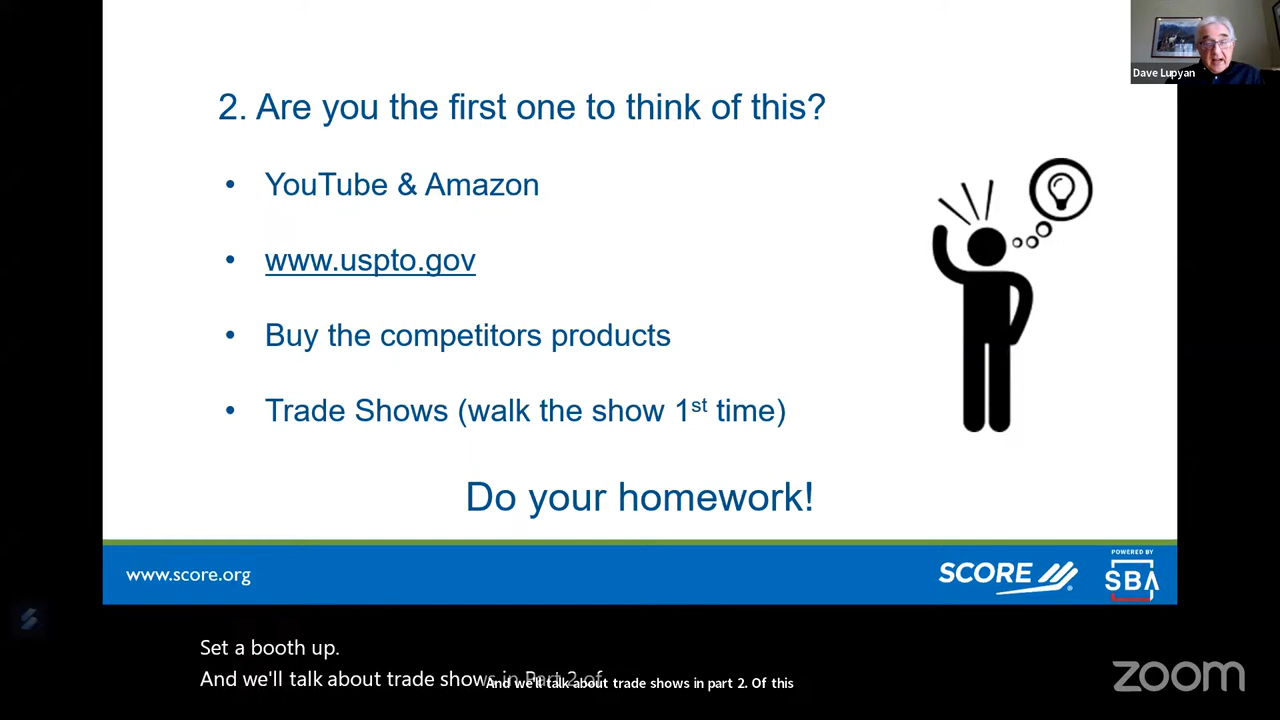 2. Are you the first one to think of this?
• YouTube & Amazon
• www.uspto.gov
• Buy the competitors products
• Trade Shows (walk the show 1st time)
Do your homework!
www.score.org
SCORE
POWERED BY
SBA
Dave Lupyan
Set a booth up.
And we'll talk about trade shows in Part 2 of
And we'll talk about trade shows in part 2. Of this
zoom